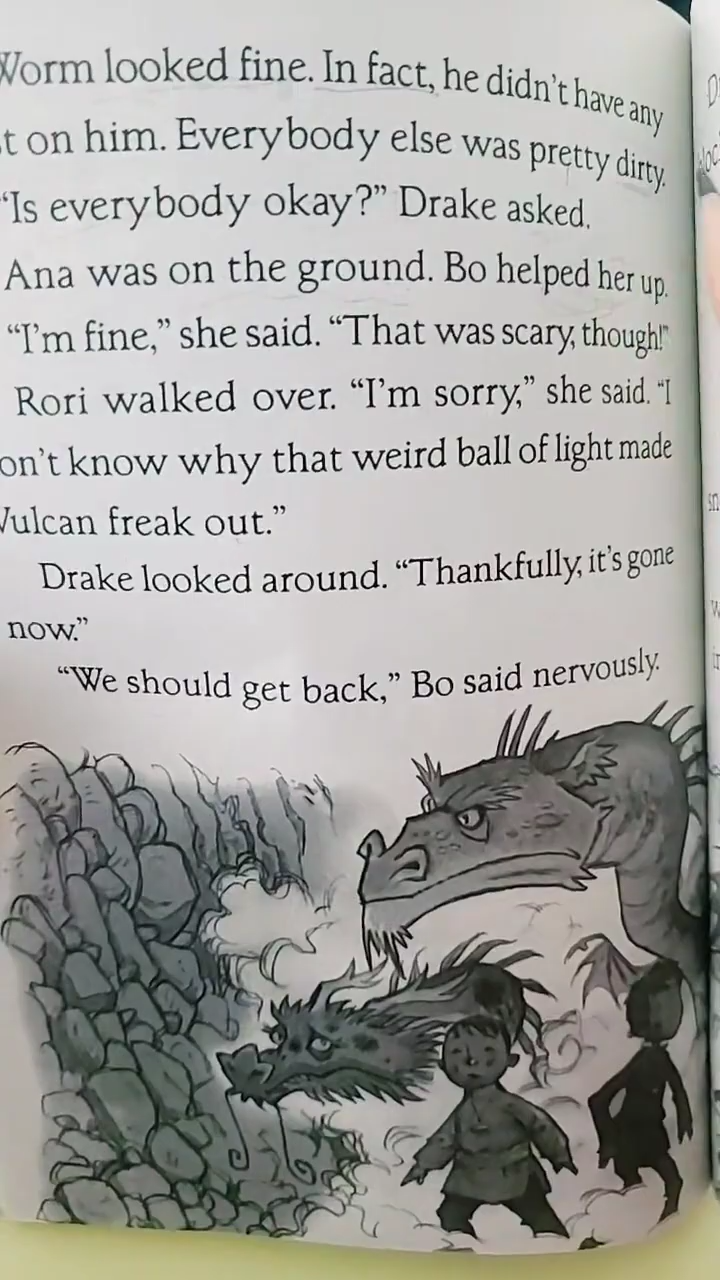 Worm looked fine. In fact, he didn't have any
t on him. Everybody else was pretty dirty.
“Is everybody okay?” Drake asked.
Ana was on the ground. Bo helped her up.
“I'm fine,” she said. “That was scary, though!”
Rori walked over. “I'm sorry,” she said. “I
on't know why that weird ball of light made
Vulcan freak out.”
Drake looked around. “Thankfully, it's gone
now.”
“We should get back,” Bo said nervously.